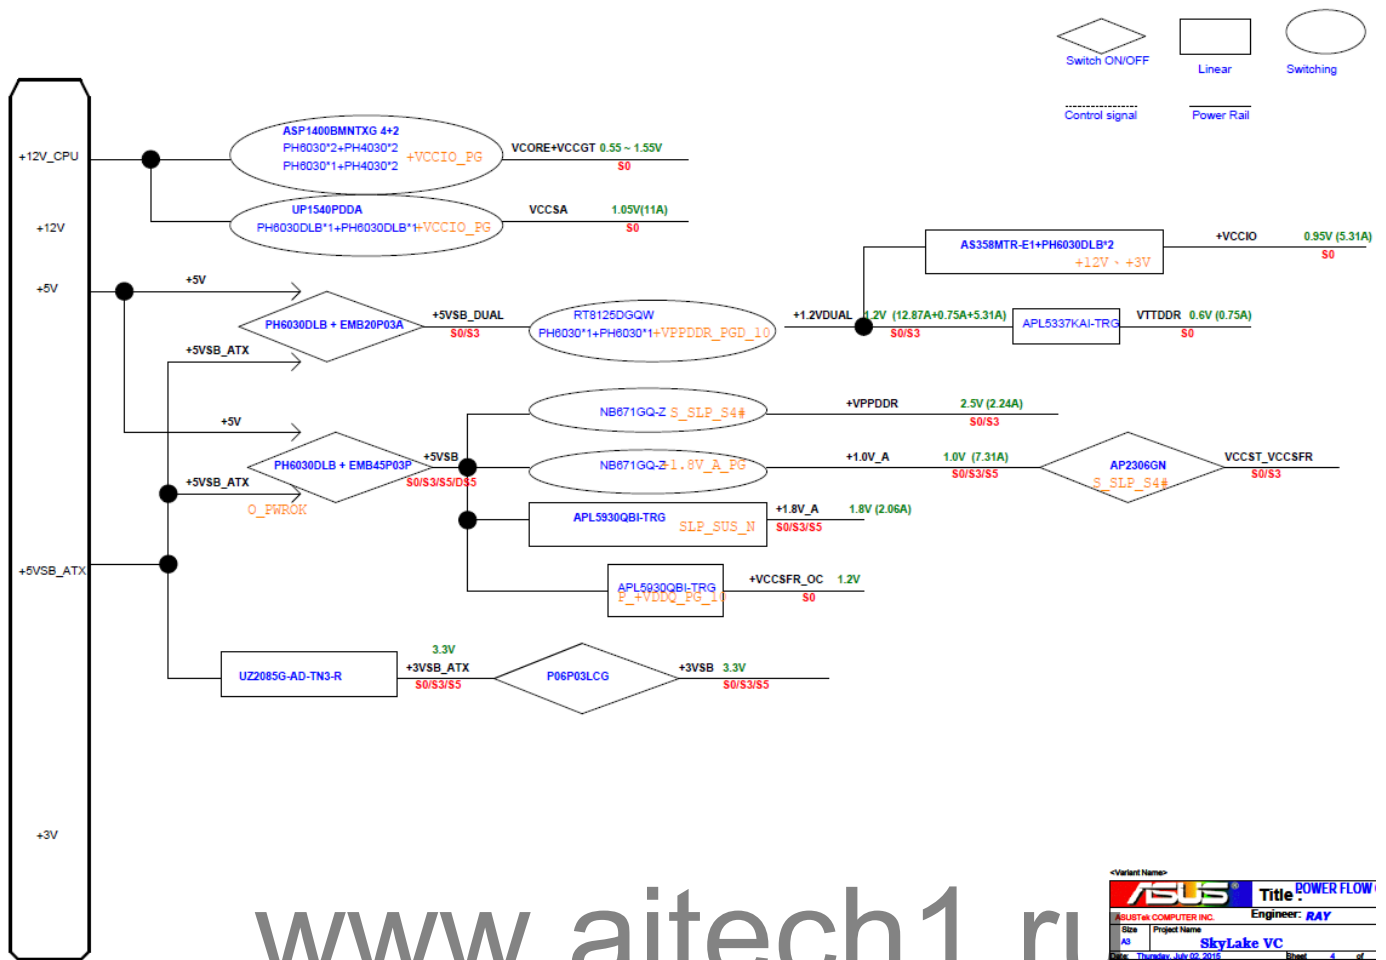 Switch ON/OFF
Linear
Switching
Control signal
Power Rail
+12V_CPU
+12V
+5V
+5VSB_ATX
+3V
ASP1400BMNTXG 4+2
PH6030*2+PH4030*2
PH6030*1+PH4030*2
+VCCIO_PG
VCORE+VCCGT 0.55 ~ 1.55V
S0
UP1540PDDA
PH6030DLB*1+PH6030DLB*1
+VCCIO_PG
VCCSA 1.05V(11A)
S0
AS358MTR-E1+PH6030DLB*2
+12V、+3V
+VCCIO 0.95V (5.31A)
S0
+5V
PH6030DLB + EMB20P03A
+5VSB_ATX
+5VSB_DUAL
S0/S3
RT8125DGQW
PH6030*1+PH6030*1
+VPPDDR_PGD_10
+1.2VDUAL 1.2V (12.87A+0.75A+5.31A)
S0/S3
APL5337KAI-TRG
VTTDDR 0.6V (0.75A)
S0
+5V
PH6030DLB + EMB45P03P
+5VSB_ATX
O_PWROK
+5VSB
S0/S3/S5/DS5
NB671GQ-Z S_SLP_S4#
+VPPDDR 2.5V (2.24A)
S0/S3
NB671GQ-Z +1.8V_A_PG
+1.0V_A 1.0V (7.31A)
S0/S3/S5
AP2306GN
S_SLP_S4#
VCCST_VCCSFR
S0/S3
APL5930QBI-TRG
SLP_SUS_N
+1.8V_A 1.8V (2.06A)
S0/S3/S5
APL5930QBI-TRG
P_+VDDQ_PG_10
+VCCSFR_OC 1.2V
S0
UZ2085G-AD-TN3-R
3.3V
+3VSB_ATX
S0/S3/S5
P06P03LCG
+3VSB 3.3V
S0/S3/S5
<Variant Name>
ASUS®
Title : POWER FLOW
ASUSTek COMPUTER INC.
Engineer: RAY
Size
A3
Project Name
SkyLake VC
Date: Thursday, July 02, 2015
Sheet 4 of
www.aitech1.ru